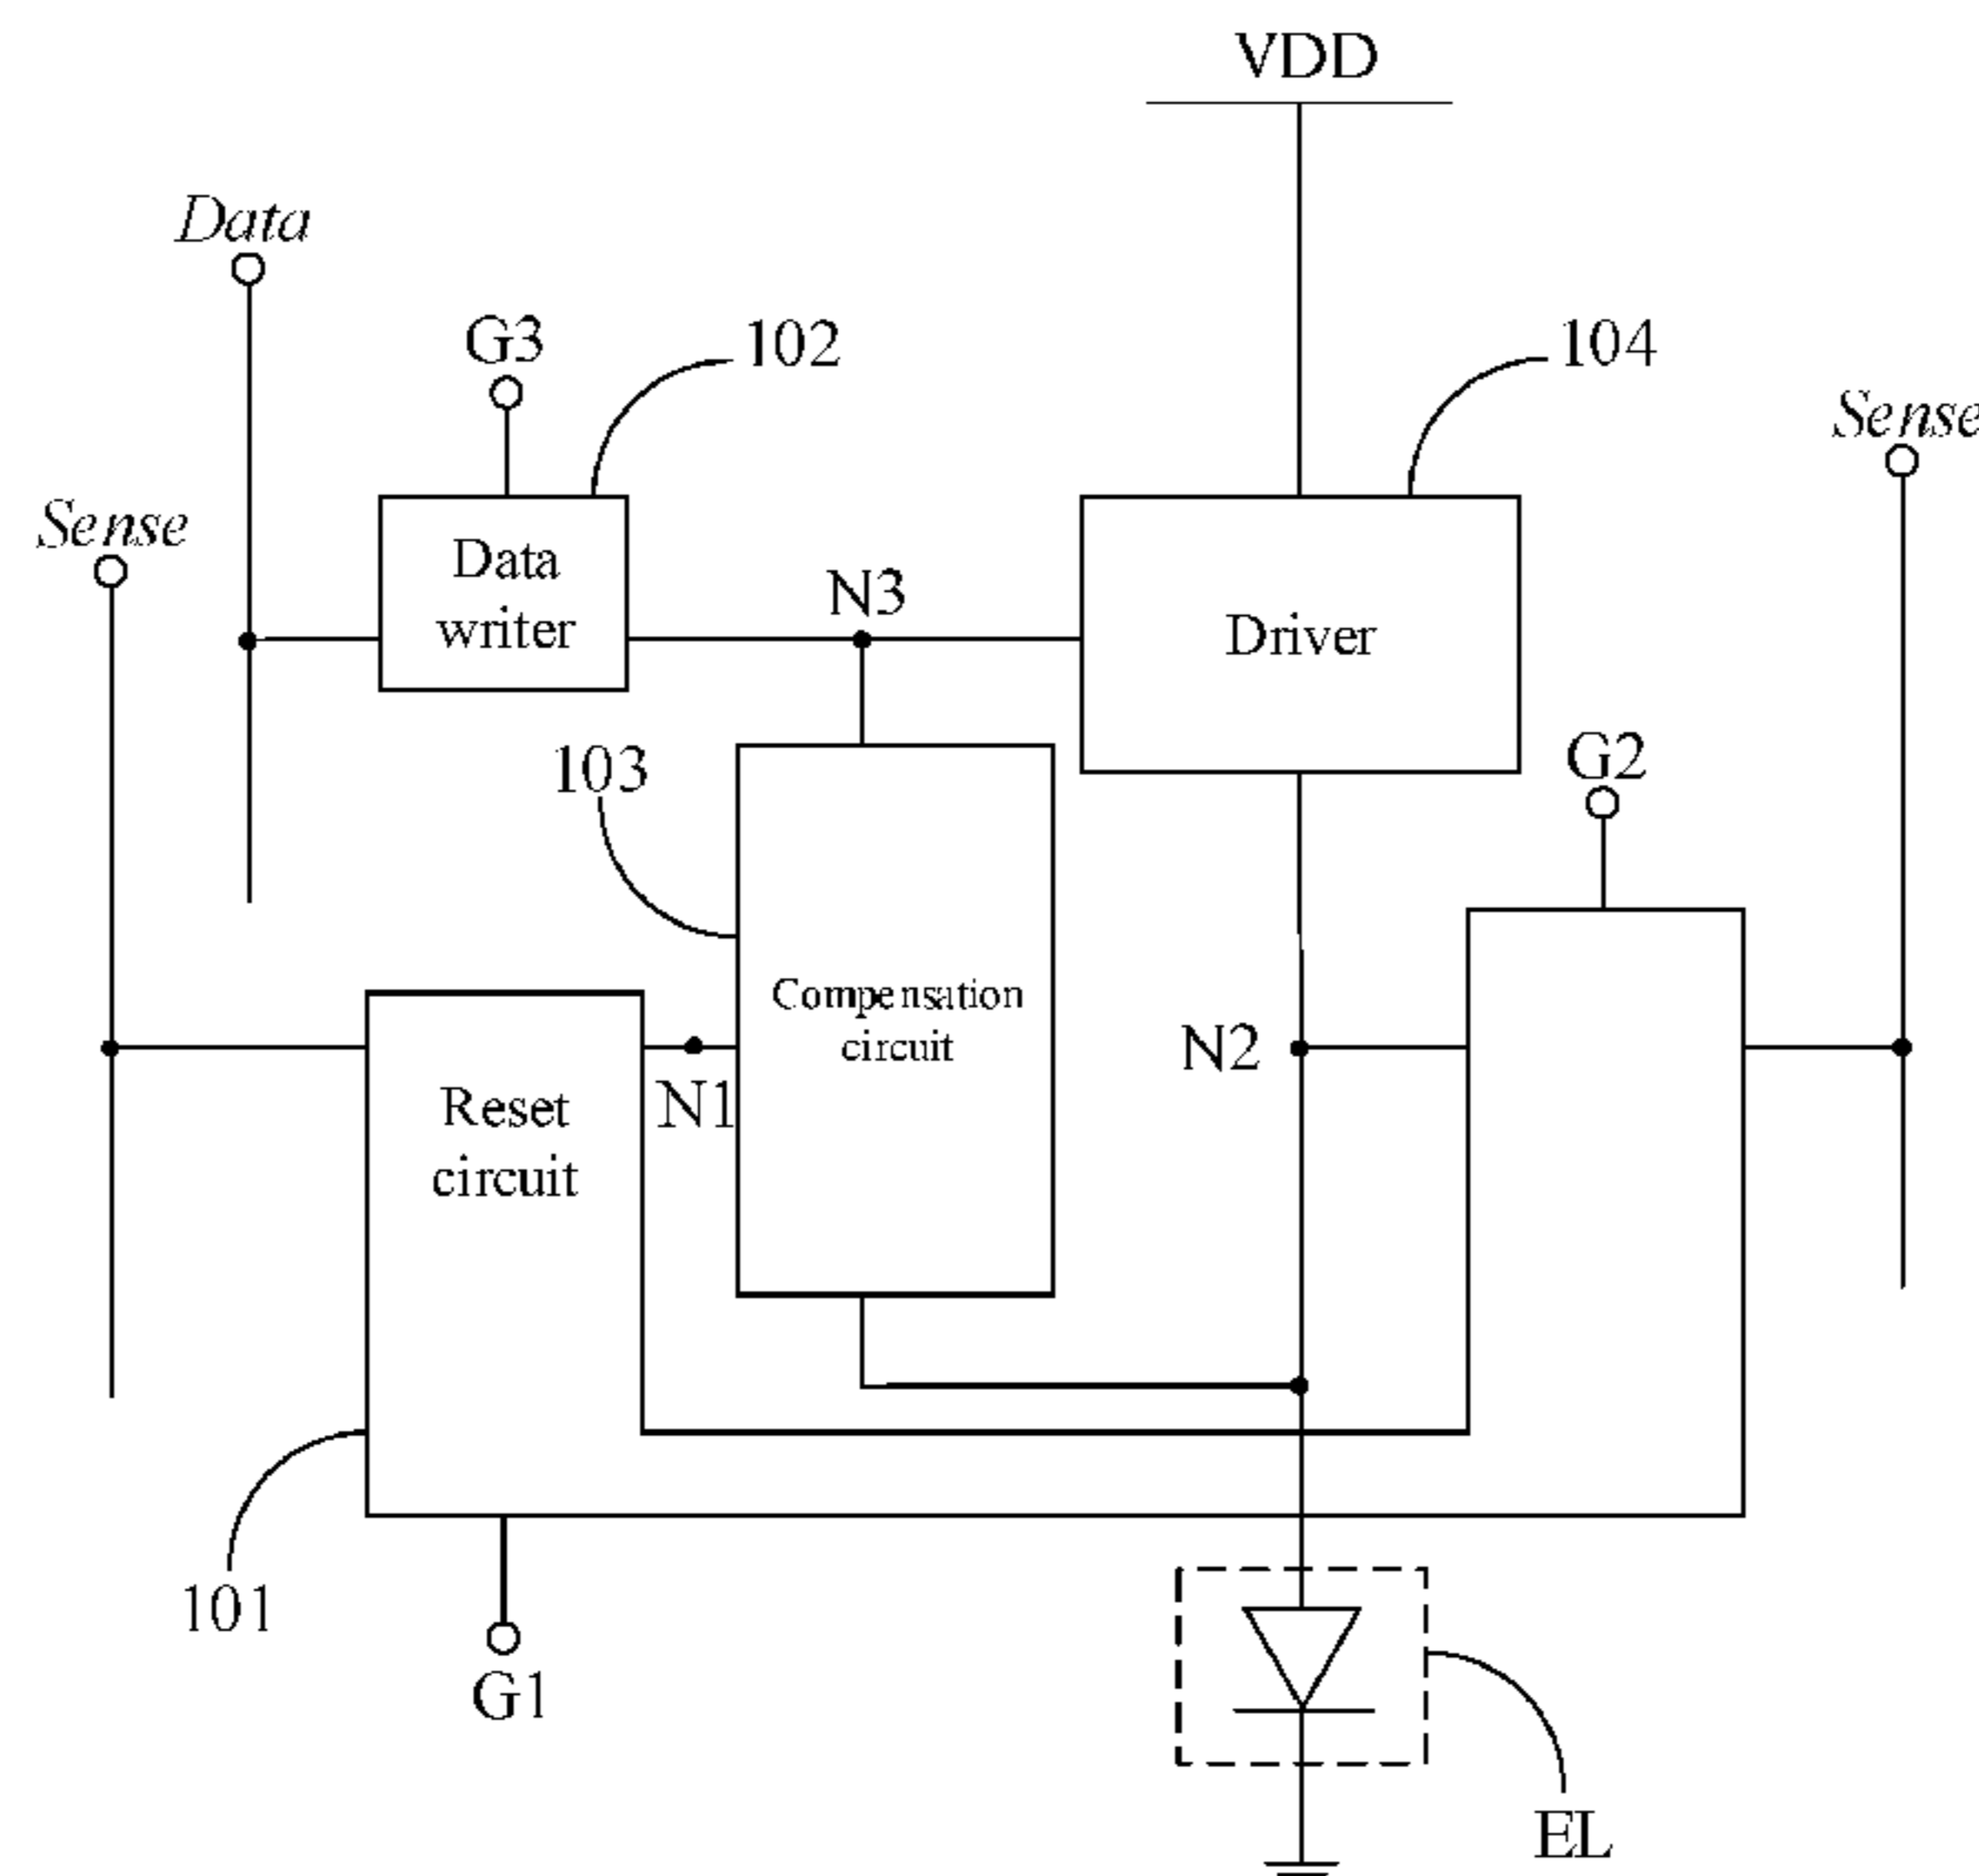 VDD
Data
G3
102
104
Sense
Sense
Data
writer
N3
Driver
103
G2
Compensation
circuit
N2
N1
Reset
circuit
101
G1
EL